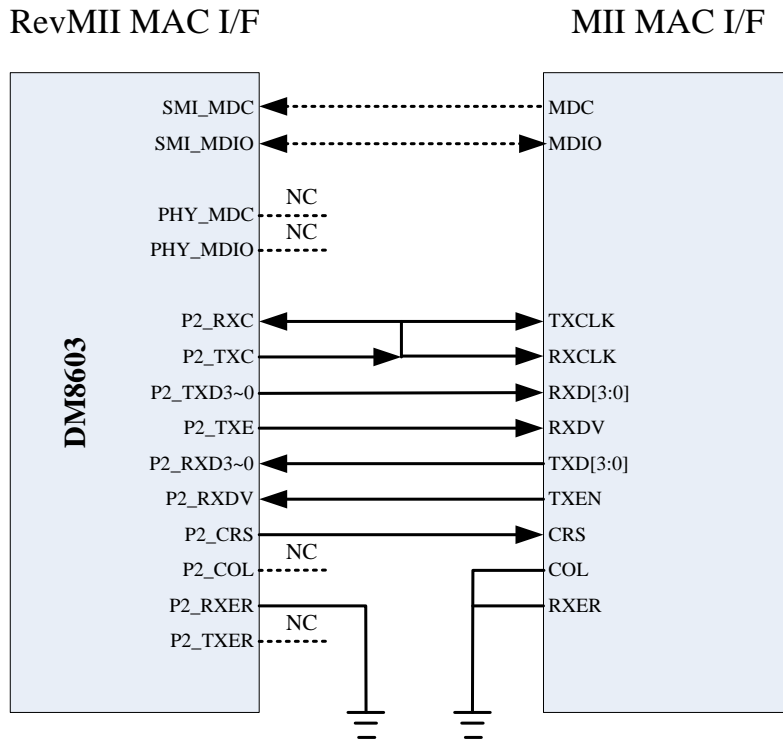 RevMII MAC I/F
MII MAC I/F
SMI_MDC
MDC
SMI_MDIO
MDIO
NC
PHY_MDC
NC
PHY_MDIO
P2_RXC
TXCLK
P2_TXC
RXCLK
DM8603
P2_TXD3~0
RXD[3:0]
P2_TXE
RXDV
P2_RXD3~0
TXD[3:0]
P2_RXDV
TXEN
P2_CRS
CRS
NC
P2_COL
COL
P2_RXER
RXER
NC
P2_TXER